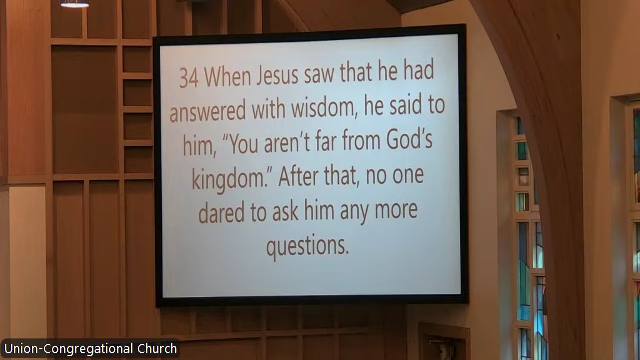 34 When Jesus saw that he had
answered with wisdom, he said to
him, “You aren’t far from God’s
kingdom.” After that, no one
dared to ask him any more
questions.
Union-Congregational Church